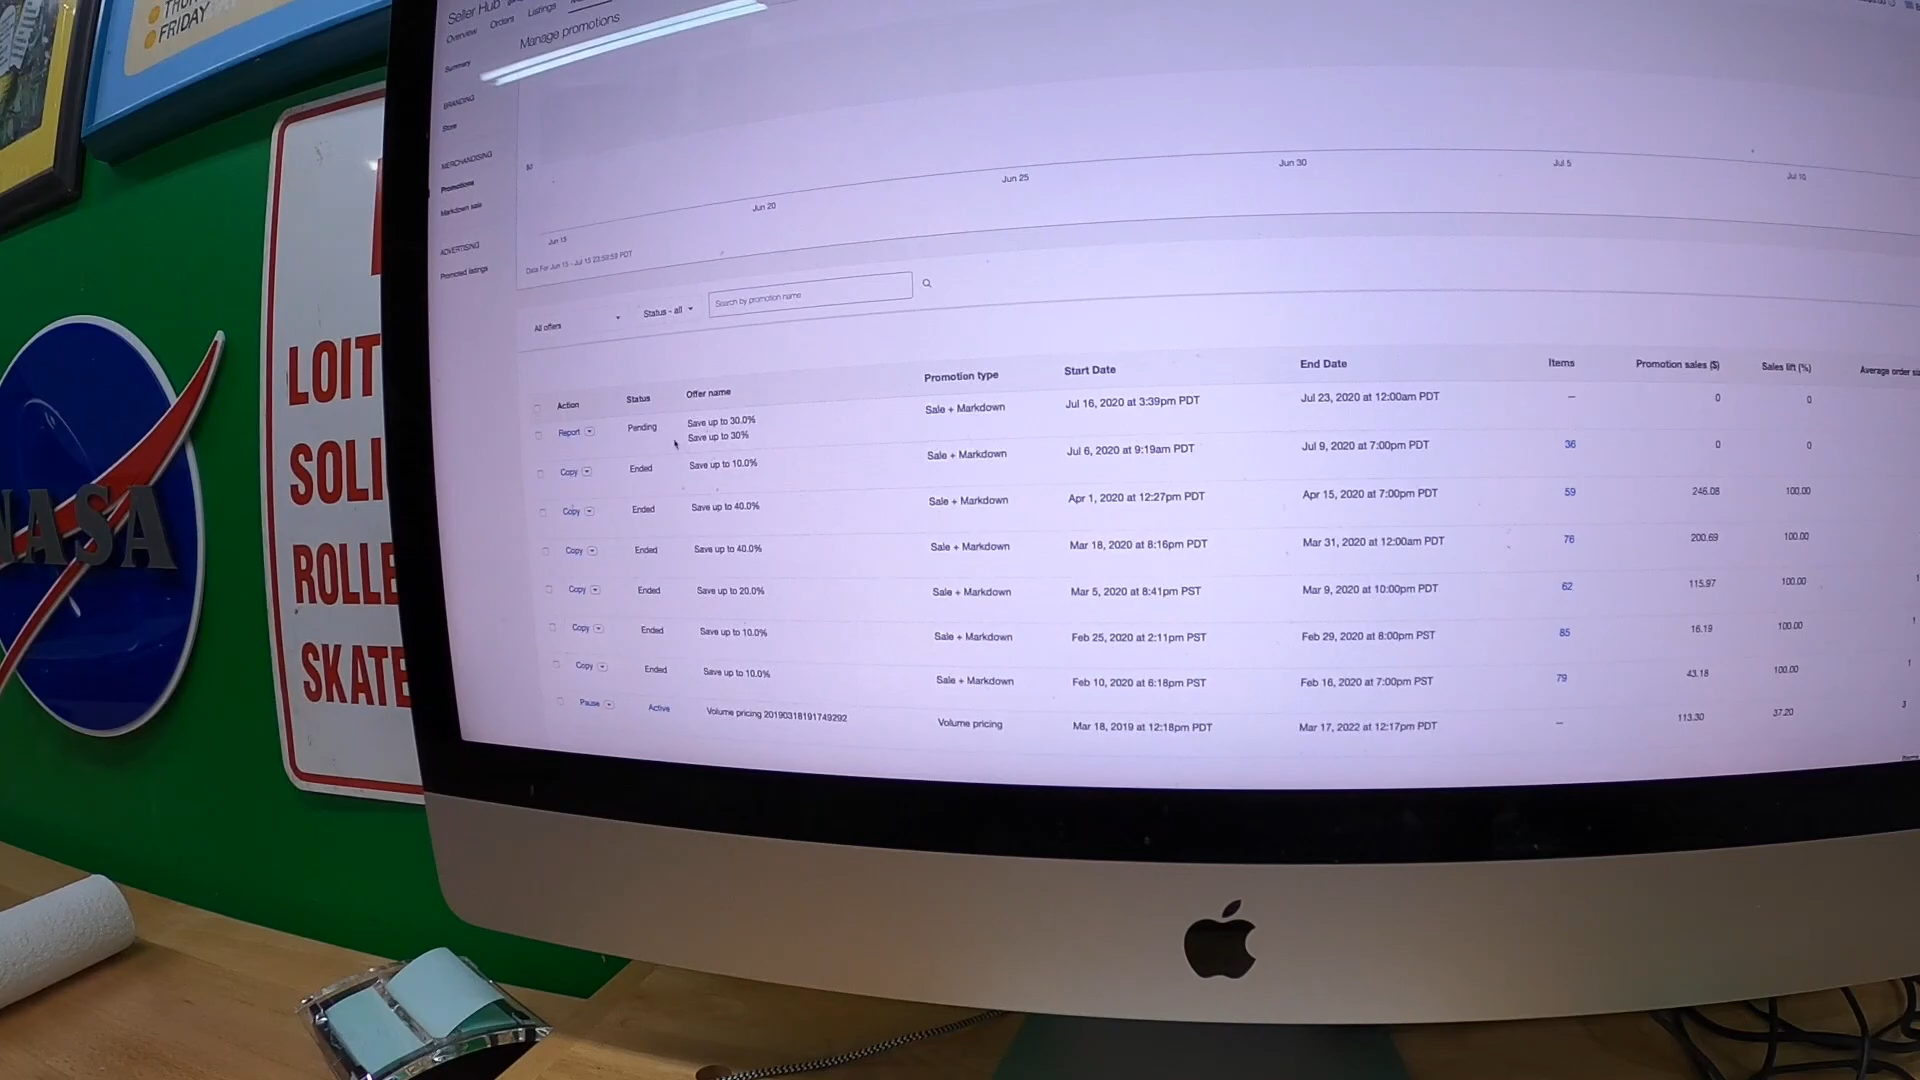 FRIDAY
NASA
LOIT
SOLI
ROLLE
SKATE
Seller Hub
Overview Orders Listings
Manage promotions
Summary
BRANDING
Store
MERCHANDISING
Promotions
Markdown sale
ADVERTISING
Promoted listings
$0
Jun 15 Jun 20 Jun 25 Jun 30 Jul 5 Jul 10
Data For Jun 15 - Jul 15 23:59:59 PDT
All offers Status - all Search by promotion name
Action Status Offer name Promotion type Start Date End Date Items Promotion sales ($) Sales lift (%) Average order
Report Pending Save up to 30.0% Sale + Markdown Jul 16, 2020 at 3:39pm PDT Jul 23, 2020 at 12:00am PDT — 0 0
Save up to 30%
Copy Ended Save up to 10.0% Sale + Markdown Jul 6, 2020 at 9:19am PDT Jul 9, 2020 at 7:00pm PDT 36 0 0
Copy Ended Save up to 40.0% Sale + Markdown Apr 1, 2020 at 12:27pm PDT Apr 15, 2020 at 7:00pm PDT 59 246.08 100.00
Copy Ended Save up to 40.0% Sale + Markdown Mar 18, 2020 at 8:16pm PDT Mar 31, 2020 at 12:00am PDT 76 200.69 100.00
Copy Ended Save up to 20.0% Sale + Markdown Mar 5, 2020 at 8:41pm PST Mar 9, 2020 at 10:00pm PDT 62 115.97 100.00
Copy Ended Save up to 10.0% Sale + Markdown Feb 25, 2020 at 2:11pm PST Feb 29, 2020 at 8:00pm PST 85 16.19 100.00
Copy Ended Save up to 10.0% Sale + Markdown Feb 10, 2020 at 6:18pm PST Feb 16, 2020 at 7:00pm PST 79 43.18 100.00
Pause Active Volume pricing 20190318191749292 Volume pricing Mar 18, 2019 at 12:18pm PDT Mar 17, 2022 at 12:17pm PDT — 113.30 37.20